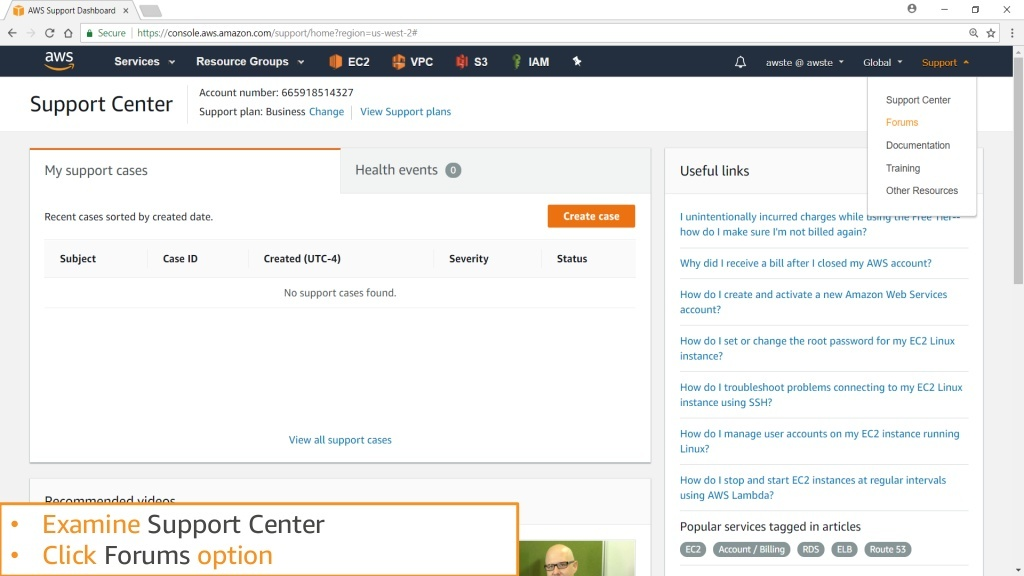 AWS Support Dashboard
Secure | https://console.aws.amazon.com/support/home?region=us-west-2#
aws Services Resource Groups EC2 VPC S3 IAM awste @ awste Global Support
Support Center
Account number: 665918514327
Support plan: Business Change View Support plans
Support Center
Forums
Documentation
Training
Other Resources
My support cases
Health events 0
Recent cases sorted by created date.
Create case
Subject Case ID Created (UTC-4) Severity Status
No support cases found.
View all support cases
Recommended videos
Useful links
I unintentionally incurred charges while using the Free Tier--
how do I make sure I'm not billed again?
Why did I receive a bill after I closed my AWS account?
How do I create and activate a new Amazon Web Services
account?
How do I set or change the root password for my EC2 Linux
instance?
How do I troubleshoot problems connecting to my EC2 Linux
instance using SSH?
How do I manage user accounts on my EC2 instance running
Linux?
How do I stop and start EC2 instances at regular intervals
using AWS Lambda?
Popular services tagged in articles
EC2 Account / Billing RDS ELB Route 53
• Examine Support Center
• Click Forums option